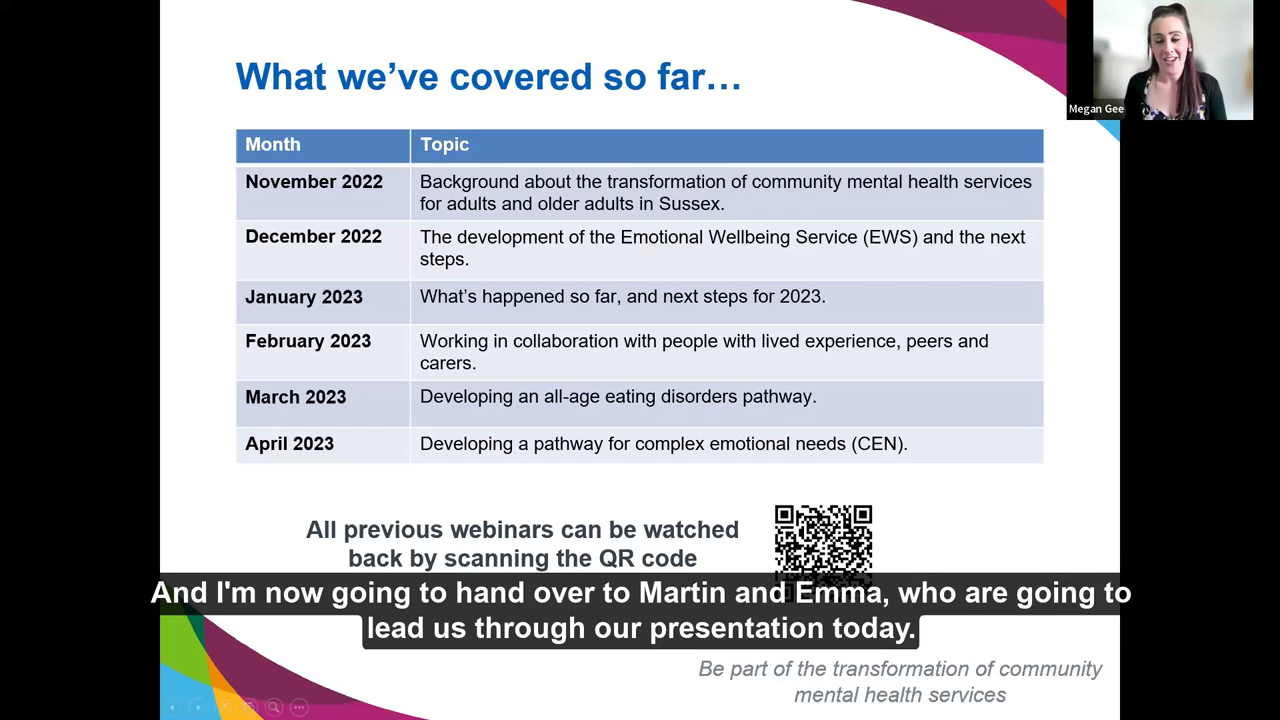 What we've covered so far…
Megan Gee
Month Topic
November 2022 Background about the transformation of community mental health services
for adults and older adults in Sussex.
December 2022 The development of the Emotional Wellbeing Service (EWS) and the next
steps.
January 2023 What's happened so far, and next steps for 2023.
February 2023 Working in collaboration with people with lived experience, peers and
carers.
March 2023 Developing an all-age eating disorders pathway.
April 2023 Developing a pathway for complex emotional needs (CEN).
All previous webinars can be watched
back by scanning the QR code
And I'm now going to hand over to Martin and Emma, who are going to
lead us through our presentation today.
Be part of the transformation of community
mental health services